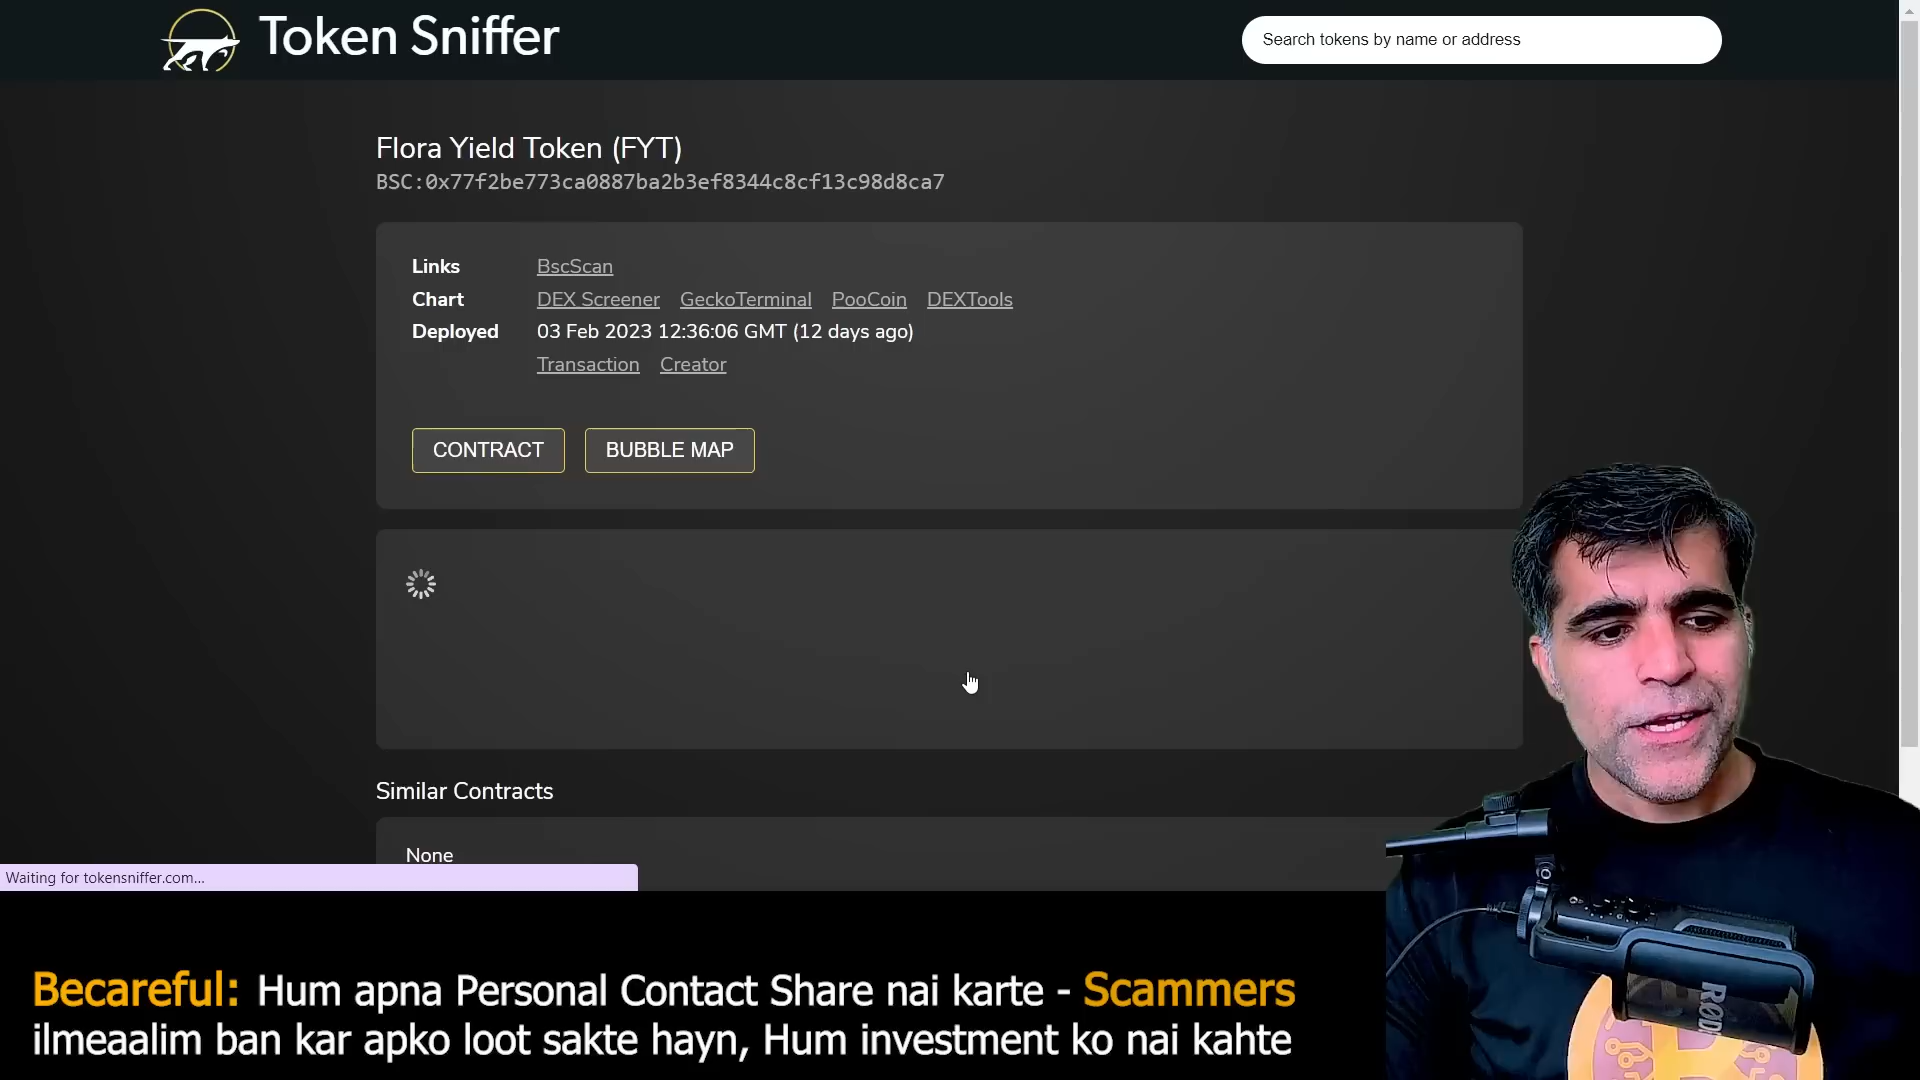 Token Sniffer
Search tokens by name or address
Flora Yield Token (FYT)
BSC:0x77f2be773ca0887ba2b3ef8344c8cf13c98d8ca7
Links BscScan
Chart DEX Screener GeckoTerminal PooCoin DEXTools
Deployed 03 Feb 2023 12:36:06 GMT (12 days ago)
Transaction Creator
CONTRACT BUBBLE MAP
Similar Contracts
None
Waiting for tokensniffer.com...
Becareful: Hum apna Personal Contact Share nai karte - Scammers
ilmeaalim ban kar apko loot sakte hayn, Hum investment ko nai kahte
RØDE